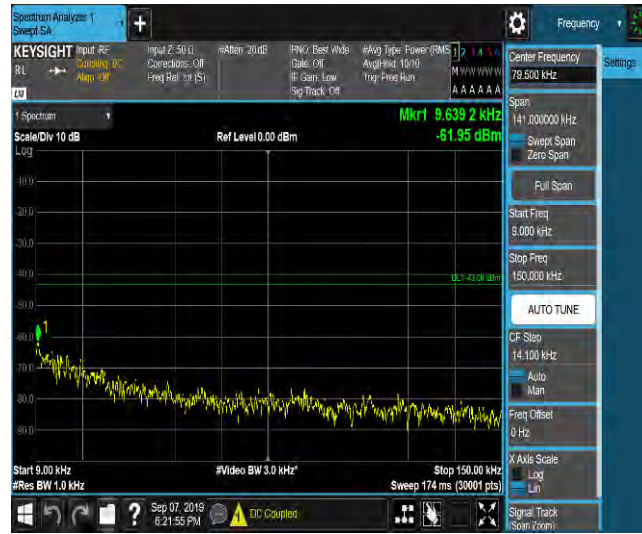 Spectrum Analyzer 1
Swept SA
Frequency
KEYSIGHT
RL
Input: RF
Coupling: DC
Align: Off
Input Z: 50 Ω
Corrections: Off
Freq Ref: Int (S)
#Atten: 20 dB
PNO: Best Wide
Gate: Off
IF Gain: Low
Sig Track: Off
#Avg Type: Power (RMS
Avg|Hold: 10/10
Trig: Free Run
1 2
M W W W W W
A A A A A A
1 Spectrum
Scale/Div 10 dB
Log
Ref Level 0.00 dBm
Mkr1 9.639 2 kHz
-61.95 dBm
-10.0
-20.0
-30.0
-40.0
-50.0
-60.0
-70.0
-80.0
-90.0
DL1 -43.00 dBm
1
Start 9.00 kHz
#Res BW 1.0 kHz
#Video BW 3.0 kHz*
Stop 150.00 kHz
Sweep 174 ms (30001 pts)
Center Frequency
79.500 kHz
Settings
Span
141.000000 kHz
Swept Span
Zero Span
Full Span
Start Freq
9.000 kHz
Stop Freq
150.000 kHz
AUTO TUNE
CF Step
14.100 kHz
Auto
Man
Freq Offset
0 Hz
X Axis Scale
Log
Lin
Signal Track
(Span Zoom)
?
Sep 07, 2019
6:21:55 PM
DC Coupled